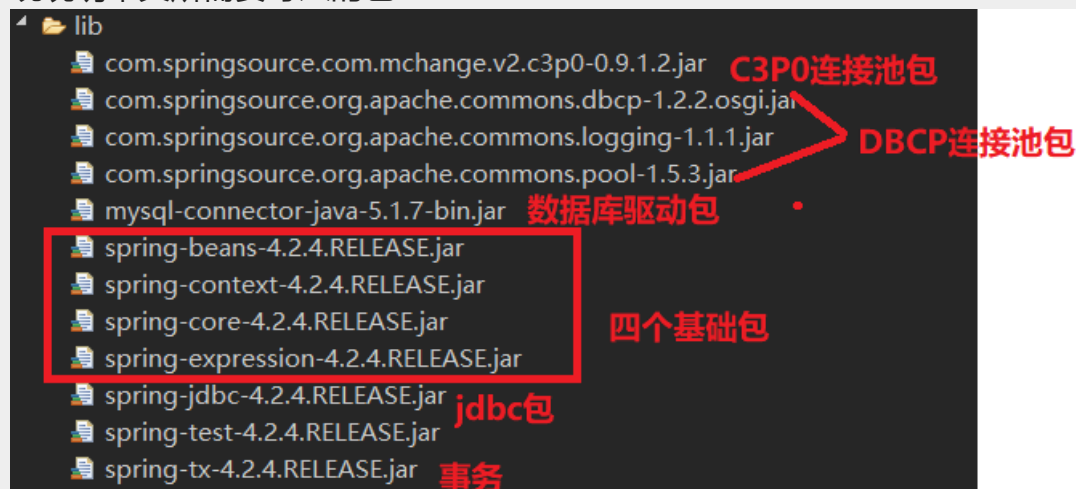 lib
com.springsource.com.mchange.v2.c3p0-0.9.1.2.jar C3P0连接池包
com.springsource.org.apache.commons.dbcp-1.2.2.osgi.jar
com.springsource.org.apache.commons.logging-1.1.1.jar DBCP连接池包
com.springsource.org.apache.commons.pool-1.5.3.jar
mysql-connector-java-5.1.7-bin.jar 数据库驱动包
spring-beans-4.2.4.RELEASE.jar
spring-context-4.2.4.RELEASE.jar
spring-core-4.2.4.RELEASE.jar 四个基础包
spring-expression-4.2.4.RELEASE.jar
spring-jdbc-4.2.4.RELEASE.jar jdbc包
spring-test-4.2.4.RELEASE.jar
spring-tx-4.2.4.RELEASE.jar 事务